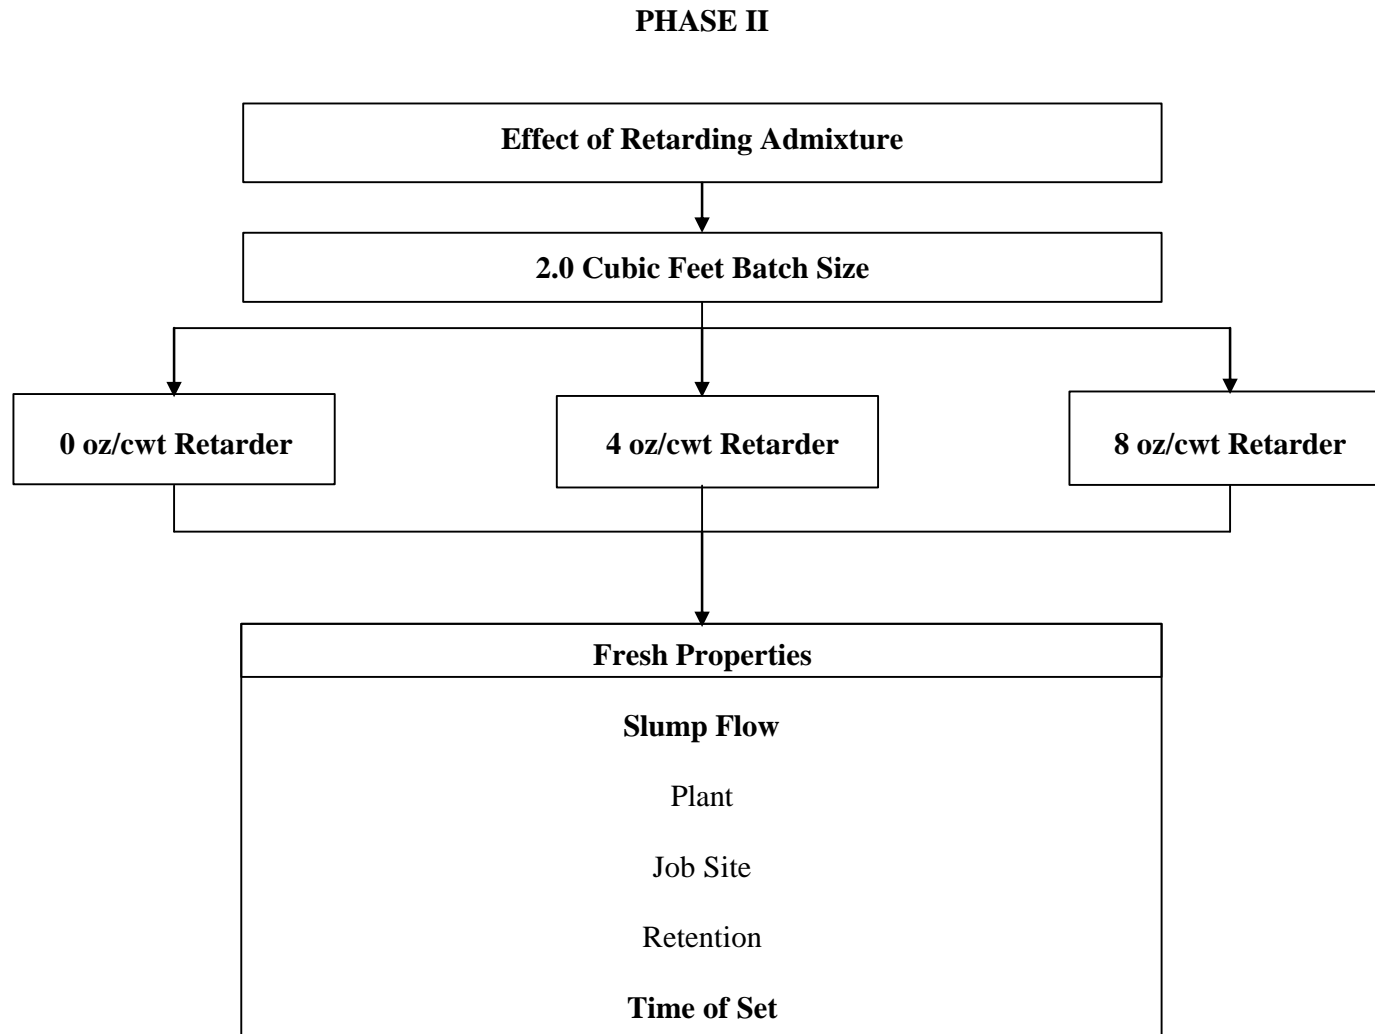 PHASE II
Effect of Retarding Admixture
2.0 Cubic Feet Batch Size
0 oz/cwt Retarder
4 oz/cwt Retarder
8 oz/cwt Retarder
Fresh Properties
Slump Flow
Plant
Job Site
Retention
Time of Set